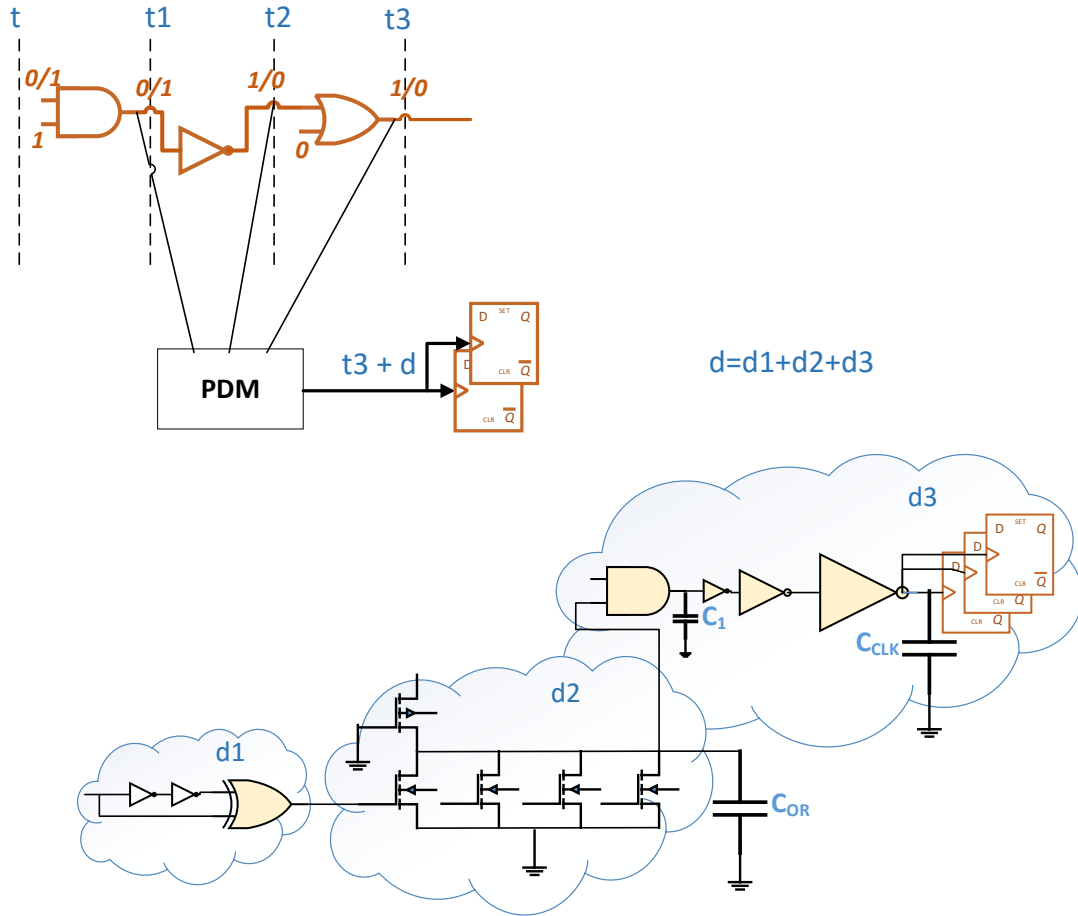 t t1 t2 t3
0/1 0/1 1/0 1/0
1 0
SET
D Q
t3 + d
D Q
CLR
PDM
CLR Q
d=d1+d2+d3
d3
SET
D Q
D
D Q
CLR
C1
CLR Q
CLR Q
CCLK
d2
d1
COR